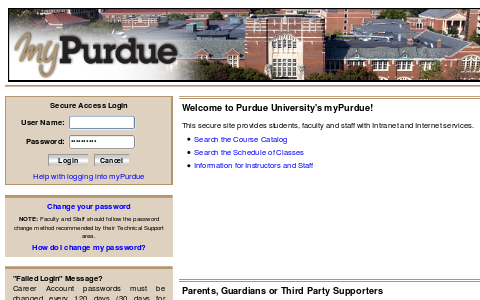 myPurdue
Secure Access Login
User Name:
Password: **********
Login Cancel
Help with logging into myPurdue
Change your password
NOTE: Faculty and Staff should follow the password
change method recommended by their Technical Support
area.
How do I change my password?
"Failed Login" Message?
Career Account passwords must be
changed every 120 days (30 days for
Welcome to Purdue University's myPurdue!
This secure site provides students, faculty and staff with intranet and internet services.
Search the Course Catalog
Search the Schedule of Classes
Information for Instructors and Staff
Parents, Guardians or Third Party Supporters